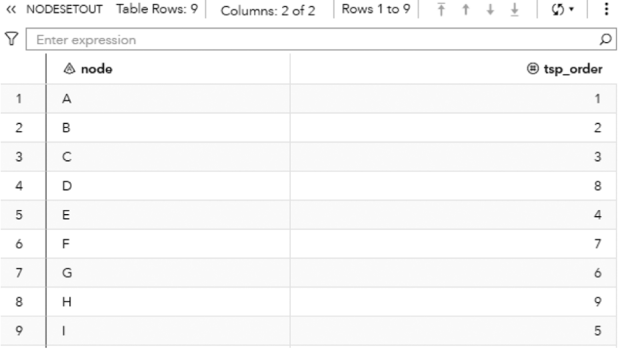 NODESETOUT Table Rows: 9 Columns: 2 of 2 Rows 1 to 9
Enter expression
node tsp_order
1 A 1
2 B 2
3 C 3
4 D 8
5 E 4
6 F 7
7 G 6
8 H 9
9 I 5